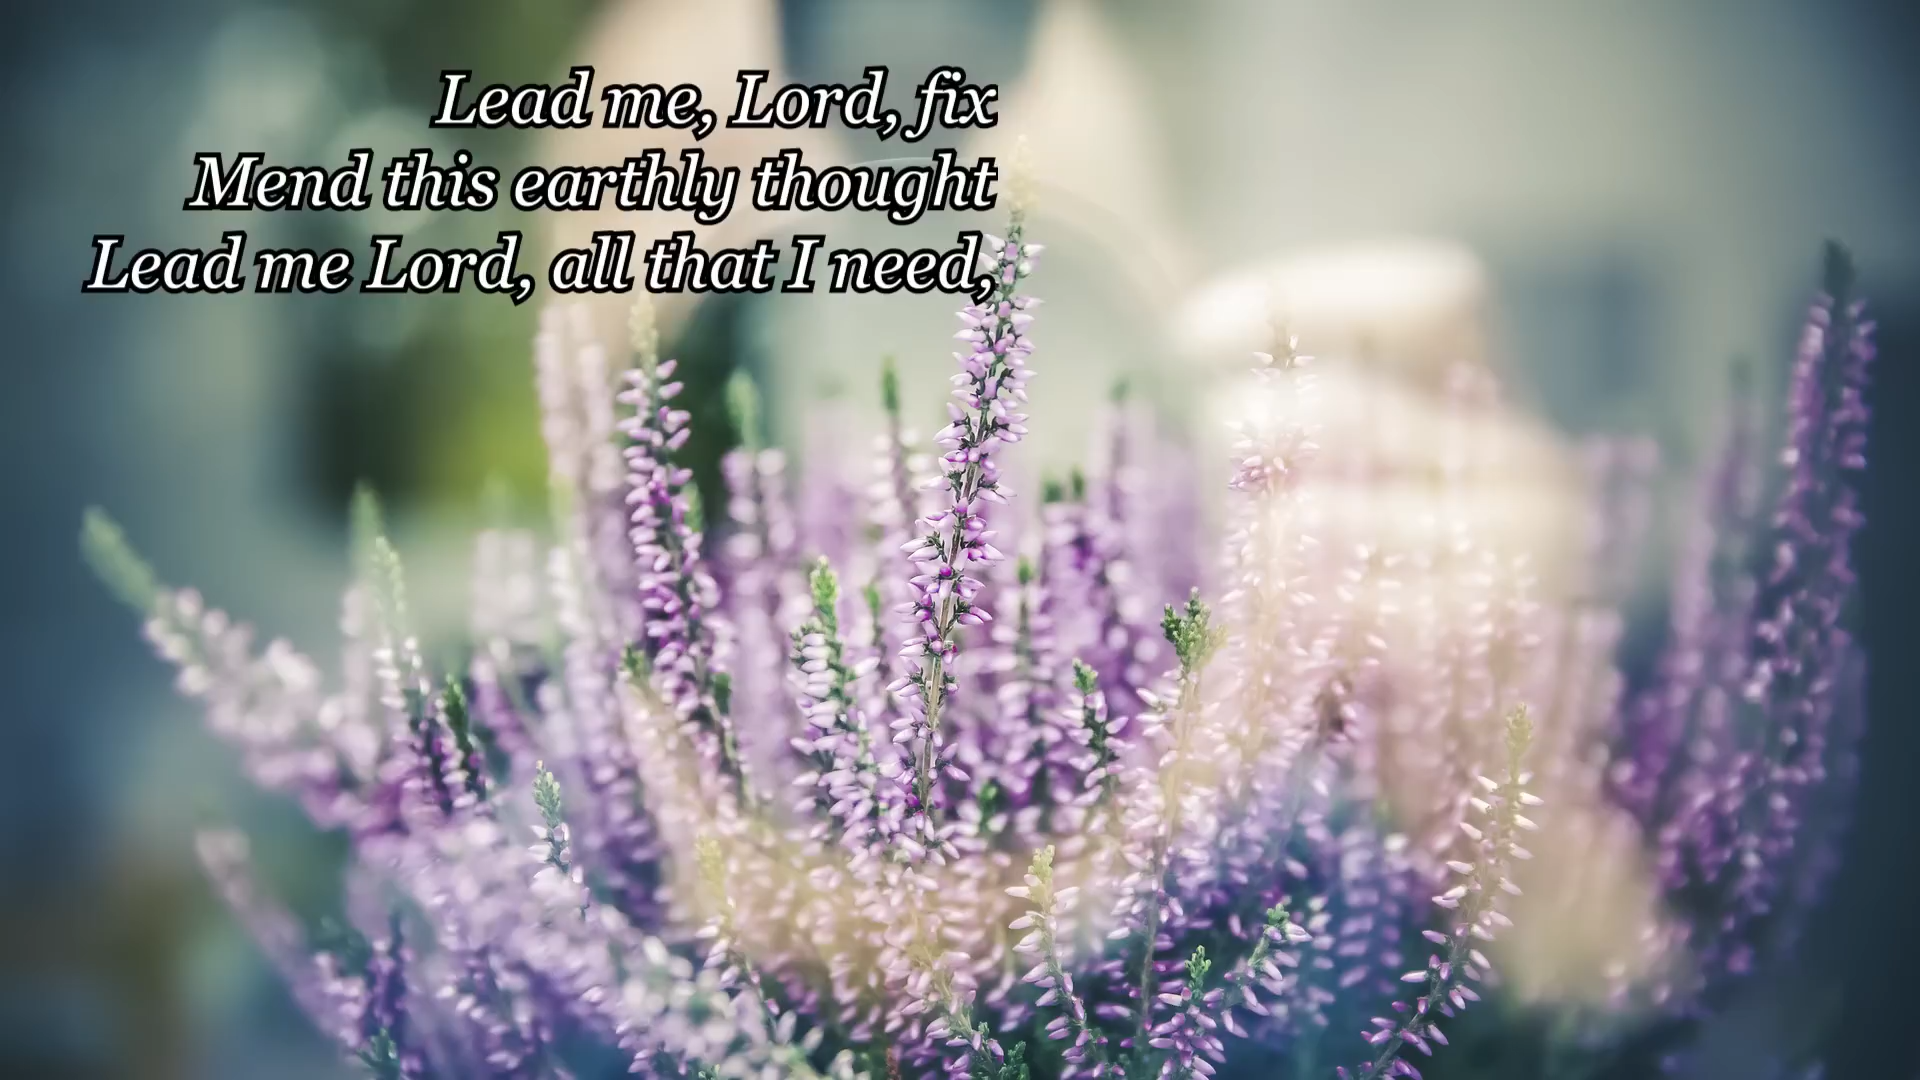 Lead me, Lord, fix
Mend this earthly thought
Lead me Lord, all that I need,